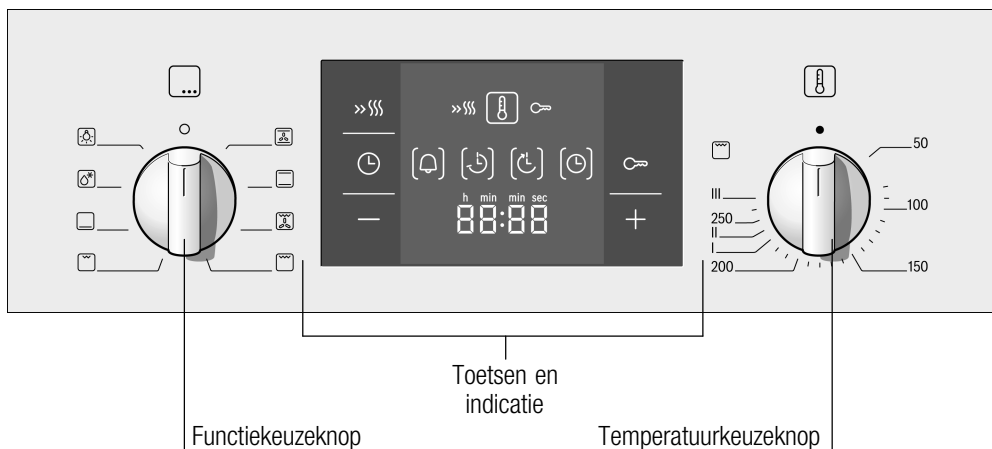 50
III
100
250
II
I
200
150
h min min sec
88:88
Toetsen en
indicatie
Functiekeuzeknop
Temperatuurkeuzeknop